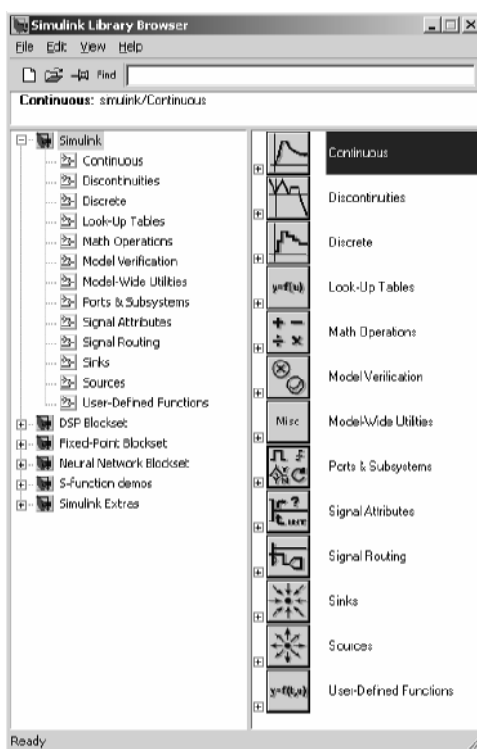 Simulink Library Browser
File Edit View Help
Find
Continuous: simulink/Continuous
Simulink
Continuous
Discontinuities
Discrete
Look-Up Tables
Math Operations
Model Verification
Model-Wide Utilities
Ports & Subsystems
Signal Attributes
Signal Routing
Sinks
Sources
User-Defined Functions
DSP Blockset
Fixed-Point Blockset
Neural Network Blockset
S-function demos
Simulink Extras
Continuous
Discontinuities
Discrete
y=f(u) Look-Up Tables
Math Operations
Model Verification
Misc Model-Wide Utilities
Ports & Subsystems
Signal Attributes
Signal Routing
Sinks
Sources
y=f(t,u) User-Defined Functions
Ready